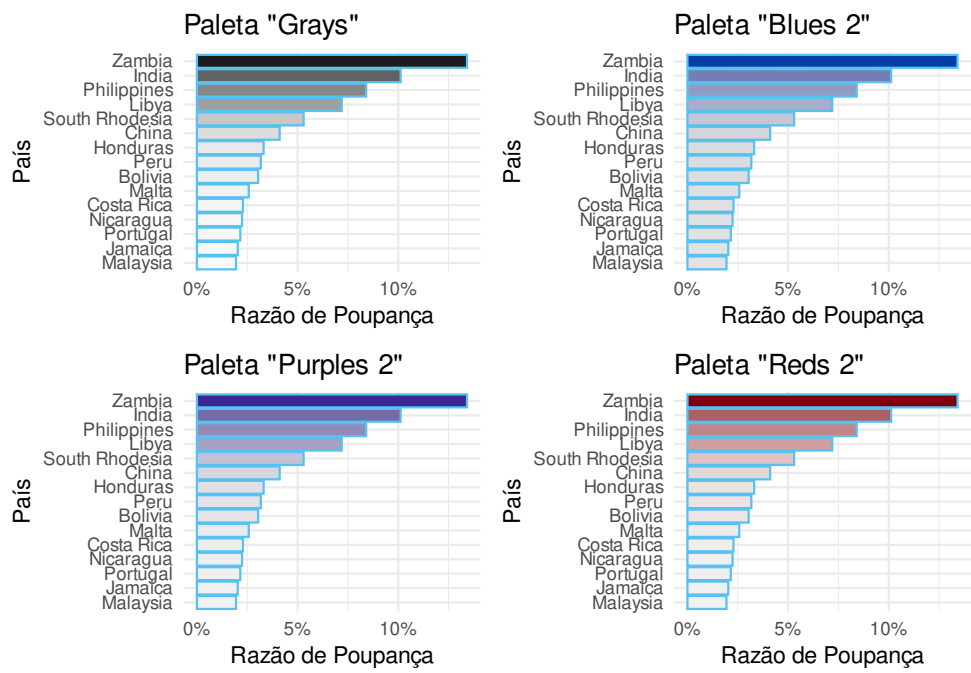 Paleta "Grays"
País
Zambia
India
Philippines
Libya
South Rhodesia
China
Honduras
Peru
Bolivia
Malta
Costa Rica
Nicaragua
Portugal
Jamaica
Malaysia
0% 5% 10%
Razão de Poupança
Paleta "Blues 2"
País
Zambia
India
Philippines
Libya
South Rhodesia
China
Honduras
Peru
Bolivia
Malta
Costa Rica
Nicaragua
Portugal
Jamaica
Malaysia
0% 5% 10%
Razão de Poupança
Paleta "Purples 2"
País
Zambia
India
Philippines
Libya
South Rhodesia
China
Honduras
Peru
Bolivia
Malta
Costa Rica
Nicaragua
Portugal
Jamaica
Malaysia
0% 5% 10%
Razão de Poupança
Paleta "Reds 2"
País
Zambia
India
Philippines
Libya
South Rhodesia
China
Honduras
Peru
Bolivia
Malta
Costa Rica
Nicaragua
Portugal
Jamaica
Malaysia
0% 5% 10%
Razão de Poupança